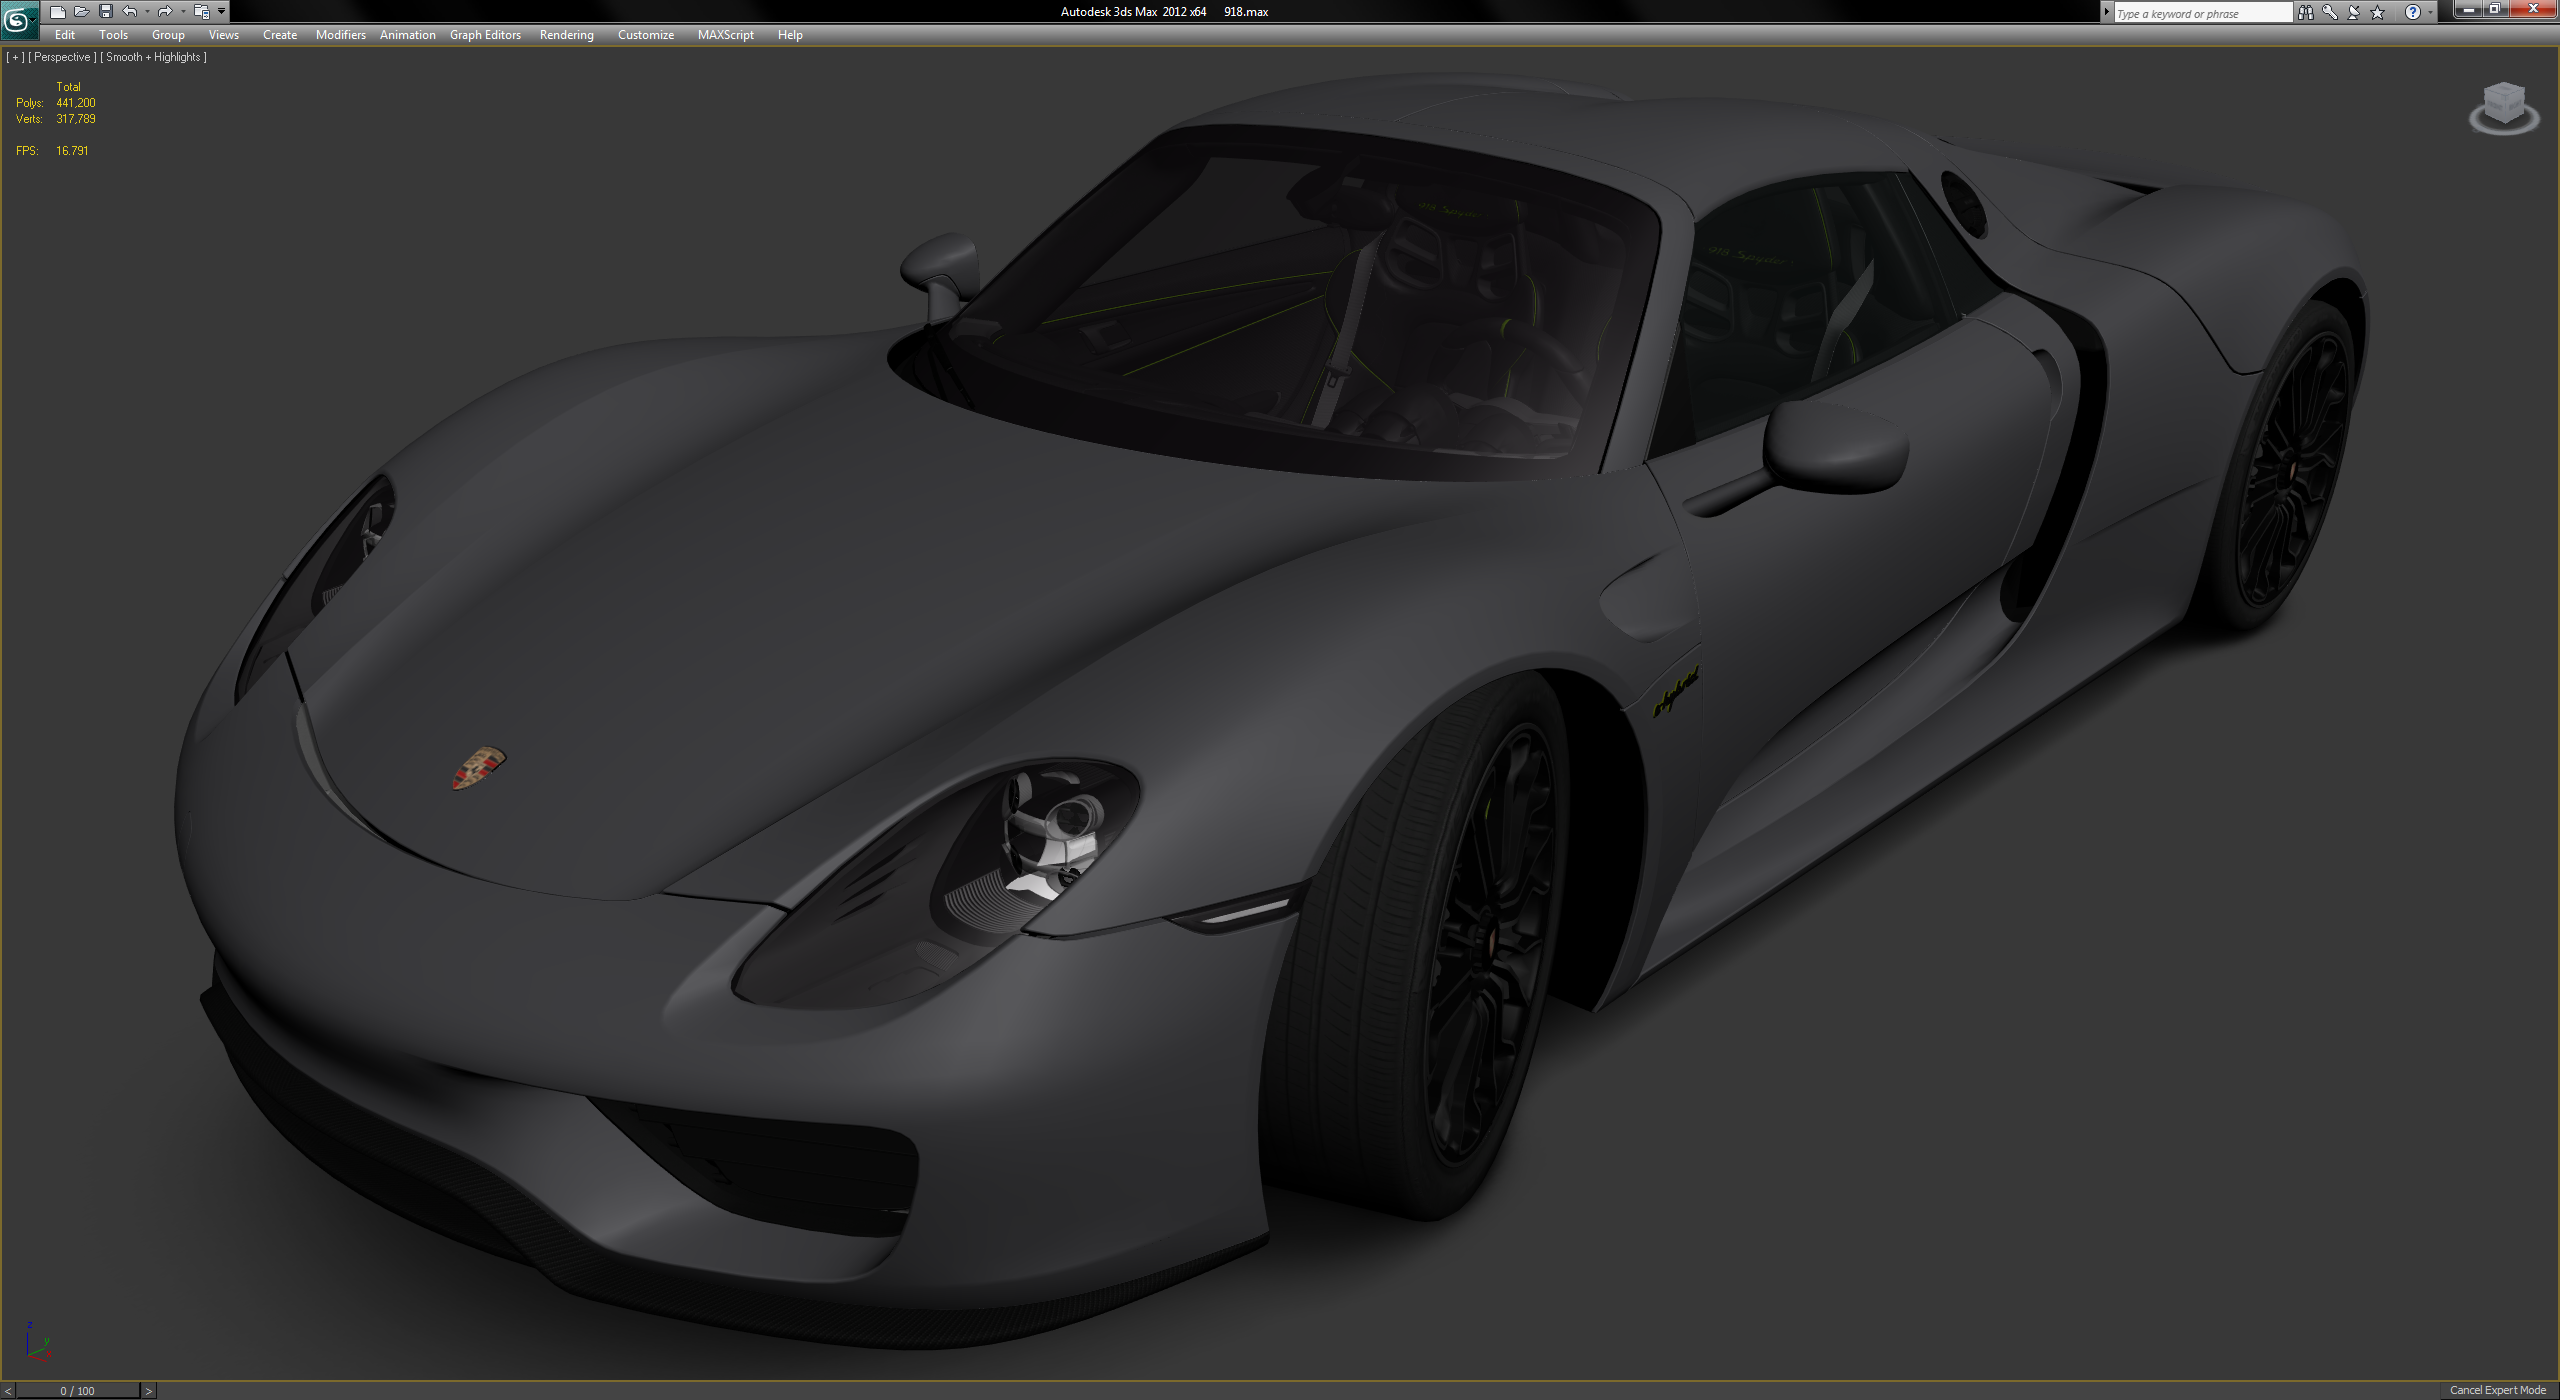 Autodesk 3ds Max 2012 x64 918.max
Type a keyword or phrase
Edit Tools Group Views Create Modifiers Animation Graph Editors Rendering Customize MAXScript Help
[ + ] [ Perspective ] [ Smooth + Highlights ]
Total
Polys: 441,200
Verts: 317,789
FPS: 16.791
918 Spyder
918 Spyder
z
y
x
< 0 / 100 >
Cancel Expert Mode